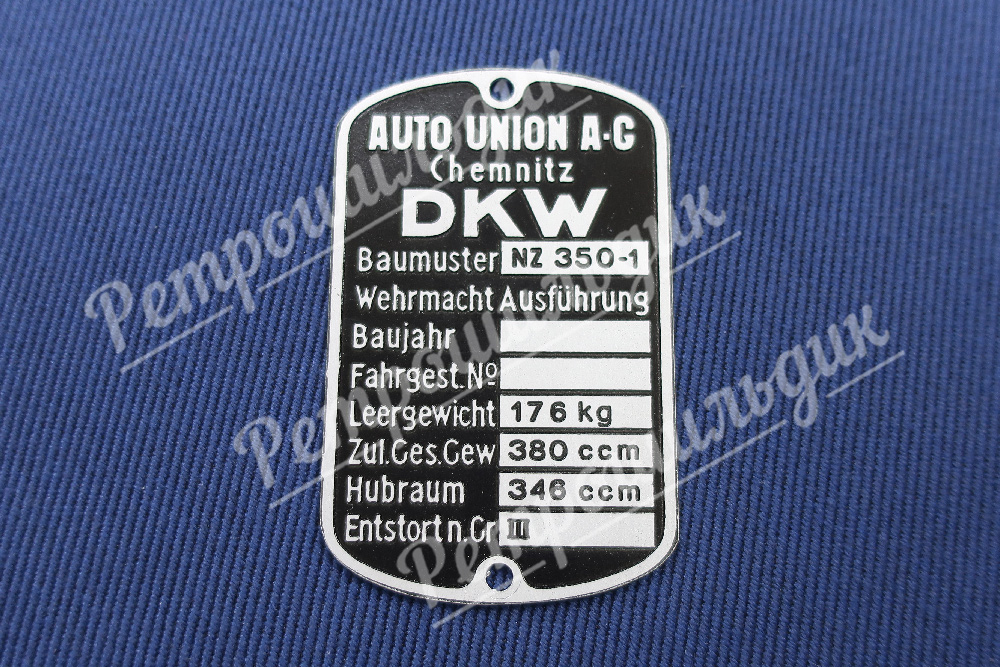 AUTO UNION A-G
Chemnitz
DKW
Baumuster NZ 350-1
Wehrmacht Ausführung
Baujahr
Fahrgest.Nº
Leergewicht 176 kg
Zul.Ges.Gew 380 ccm
Hubraum 346 ccm
Entstort n.Gr III
Ретрошильдик
Ретрошильдик
Ретрошильдик